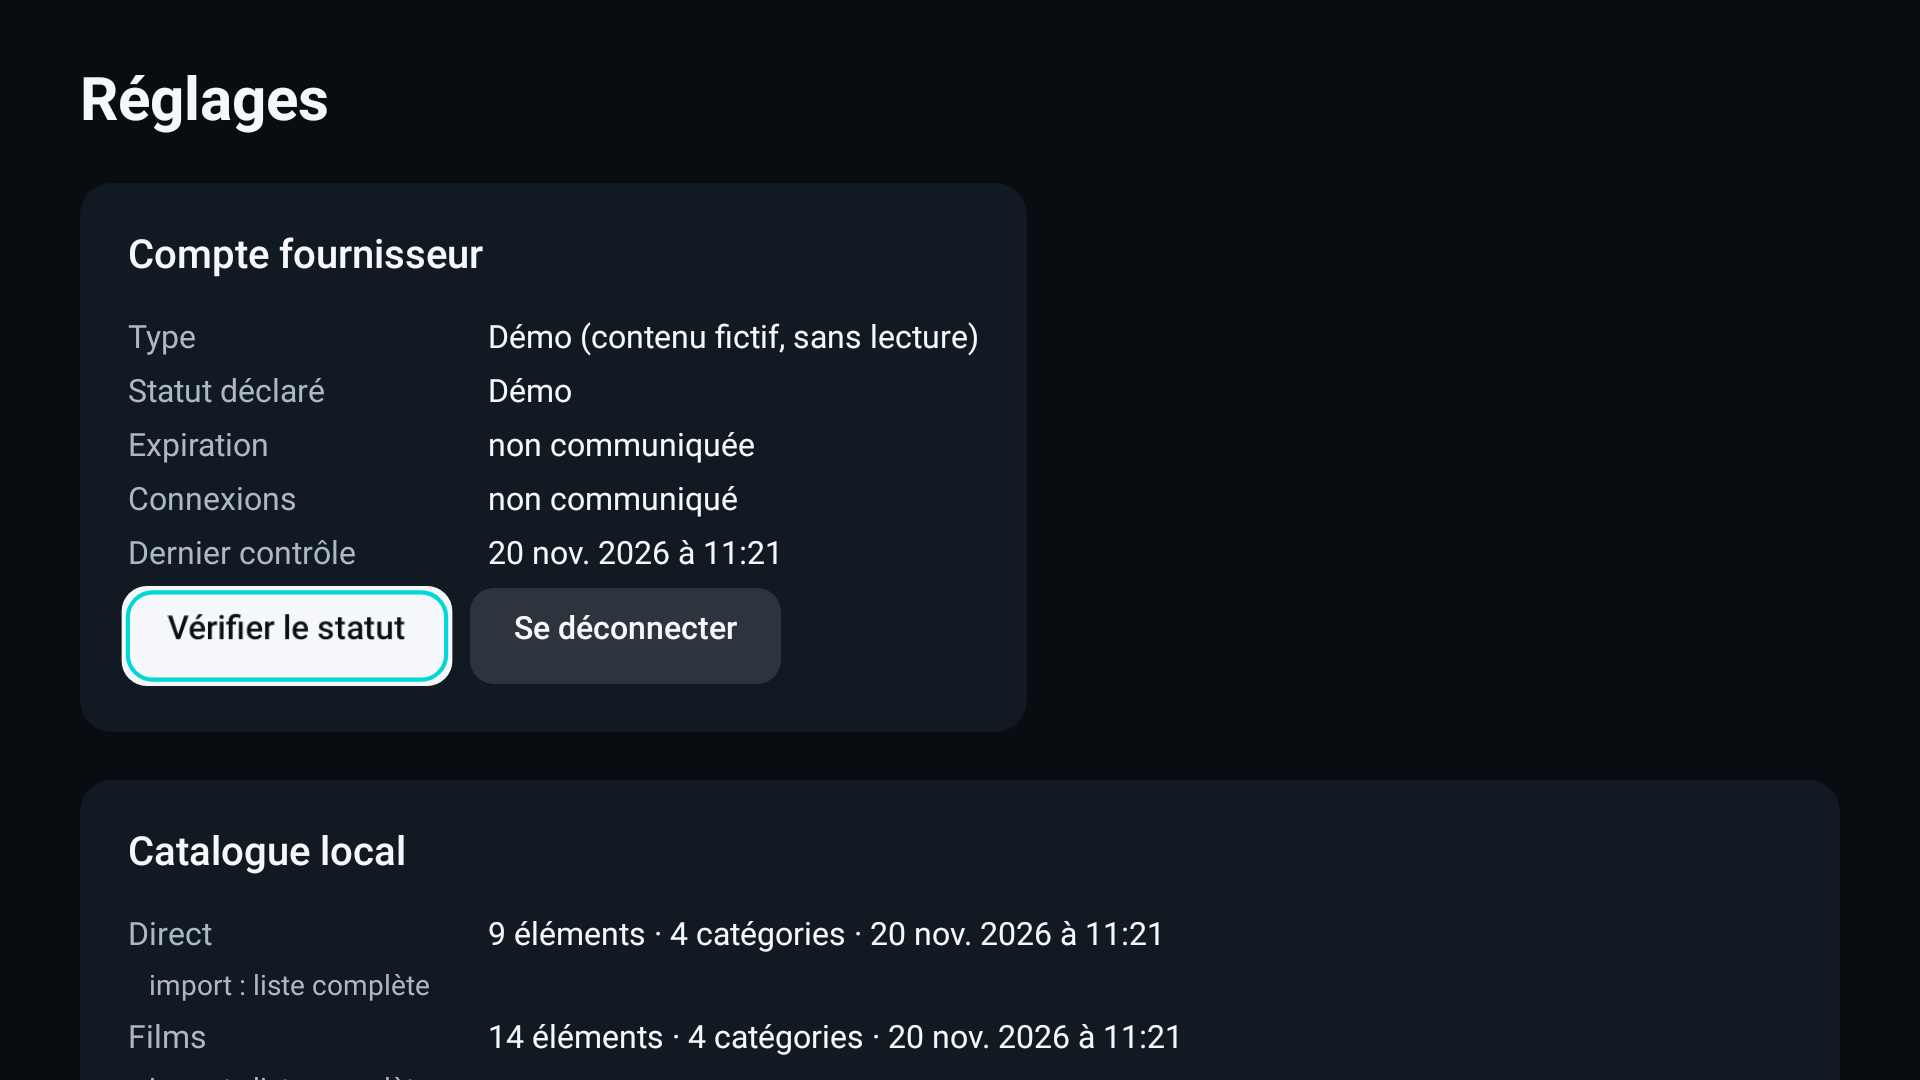 Réglages
Compte fournisseur
Type Démo (contenu fictif, sans lecture)
Statut déclaré Démo
Expiration non communiquée
Connexions non communiqué
Dernier contrôle 20 nov. 2026 à 11:21
Vérifier le statut Se déconnecter
Catalogue local
Direct 9 éléments · 4 catégories · 20 nov. 2026 à 11:21
import : liste complète
Films 14 éléments · 4 catégories · 20 nov. 2026 à 11:21